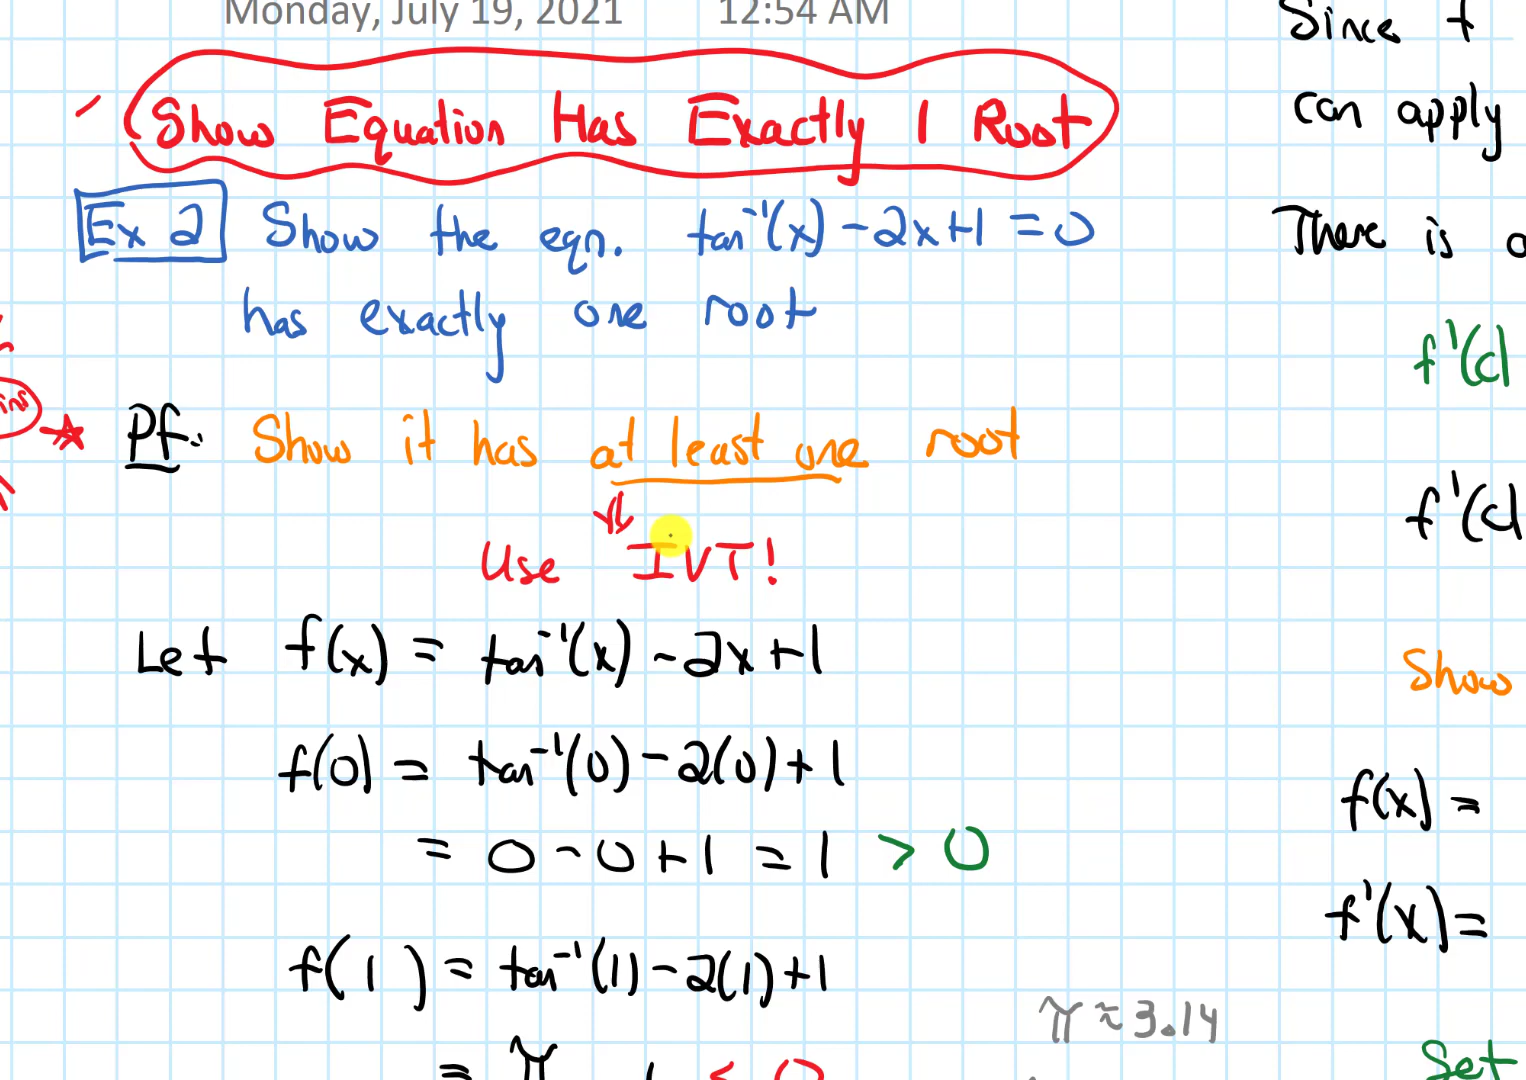 Monday, July 19, 2021 12:54 AM
Show Equation Has Exactly 1 Root
Ex 2 Show the eqn. tan⁻¹(x) - 2x + 1 = 0
has exactly one root
Pf: Show it has at least one root
Use IVT!
Let f(x) = tan⁻¹(x) - 2x + 1
f(0) = tan⁻¹(0) - 2(0) + 1
= 0 - 0 + 1 = 1 > 0
f(1) = tan⁻¹(1) - 2(1) + 1
π ≈ 3.14
= π
Since f
can apply
There is
f'(c)
f'(c)
Show
f(x) =
f'(x) =
Set